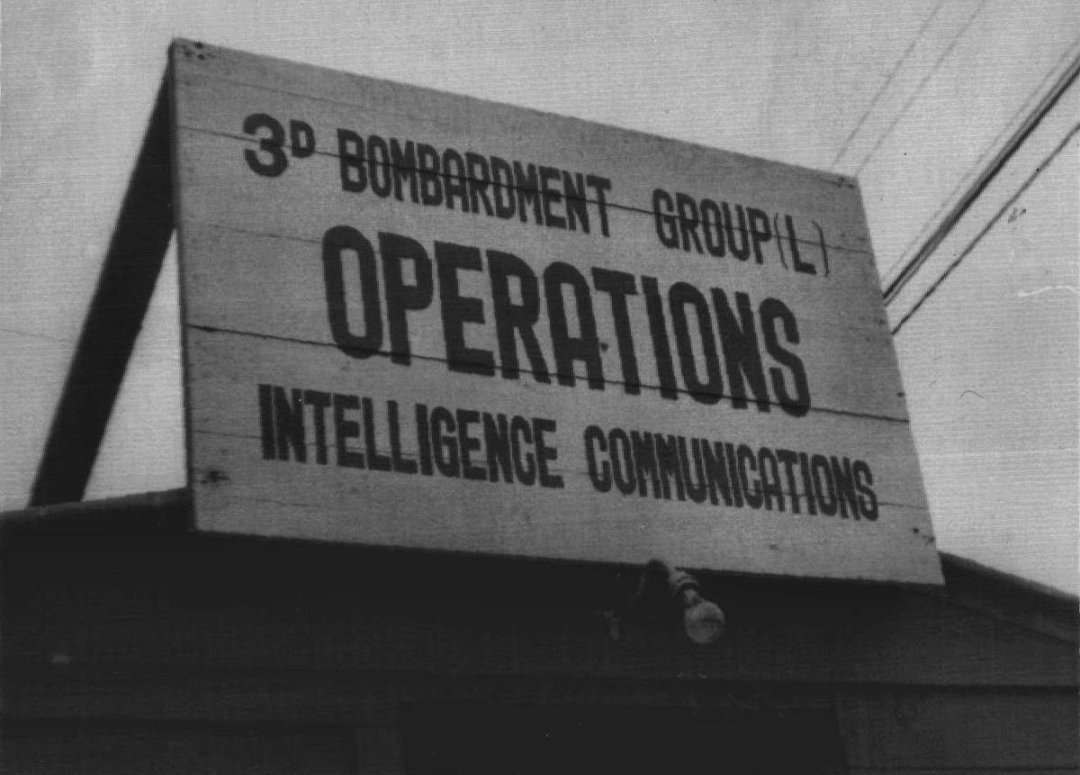 3D BOMBARDMENT GROUP (L)
OPERATIONS
INTELLIGENCE COMMUNICATIONS